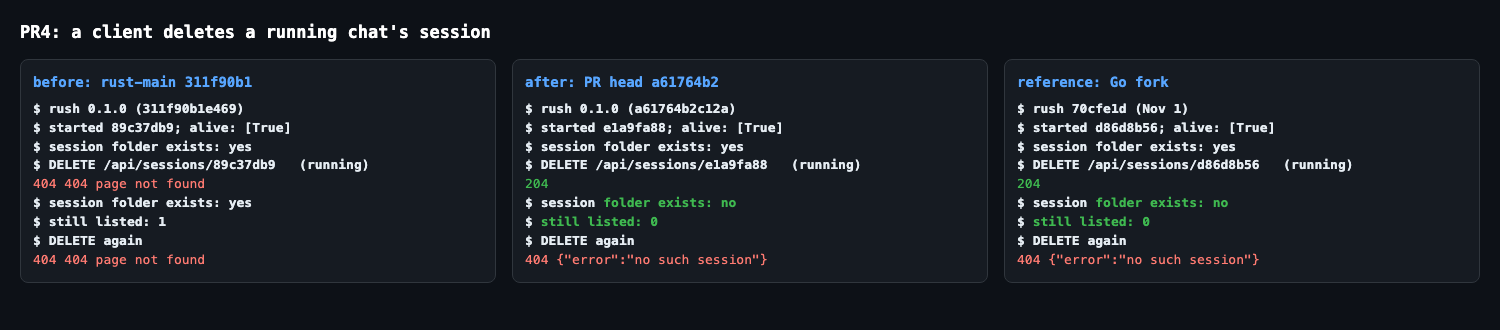 PR4: a client deletes a running chat's session
before: rust-main 311f90b1
$ rush 0.1.0 (311f90b1e469)
$ started 89c37db9; alive: [True]
$ session folder exists: yes
$ DELETE /api/sessions/89c37db9   (running)
404 404 page not found
$ session folder exists: yes
$ still listed: 1
$ DELETE again
404 404 page not found
after: PR head a61764b2
$ rush 0.1.0 (a61764b2c12a)
$ started e1a9fa88; alive: [True]
$ session folder exists: yes
$ DELETE /api/sessions/e1a9fa88   (running)
204
$ session folder exists: no
$ still listed: 0
$ DELETE again
404 {"error":"no such session"}
reference: Go fork
$ rush 70cfe1d (Nov 1)
$ started d86d8b56; alive: [True]
$ session folder exists: yes
$ DELETE /api/sessions/d86d8b56   (running)
204
$ session folder exists: no
$ still listed: 0
$ DELETE again
404 {"error":"no such session"}